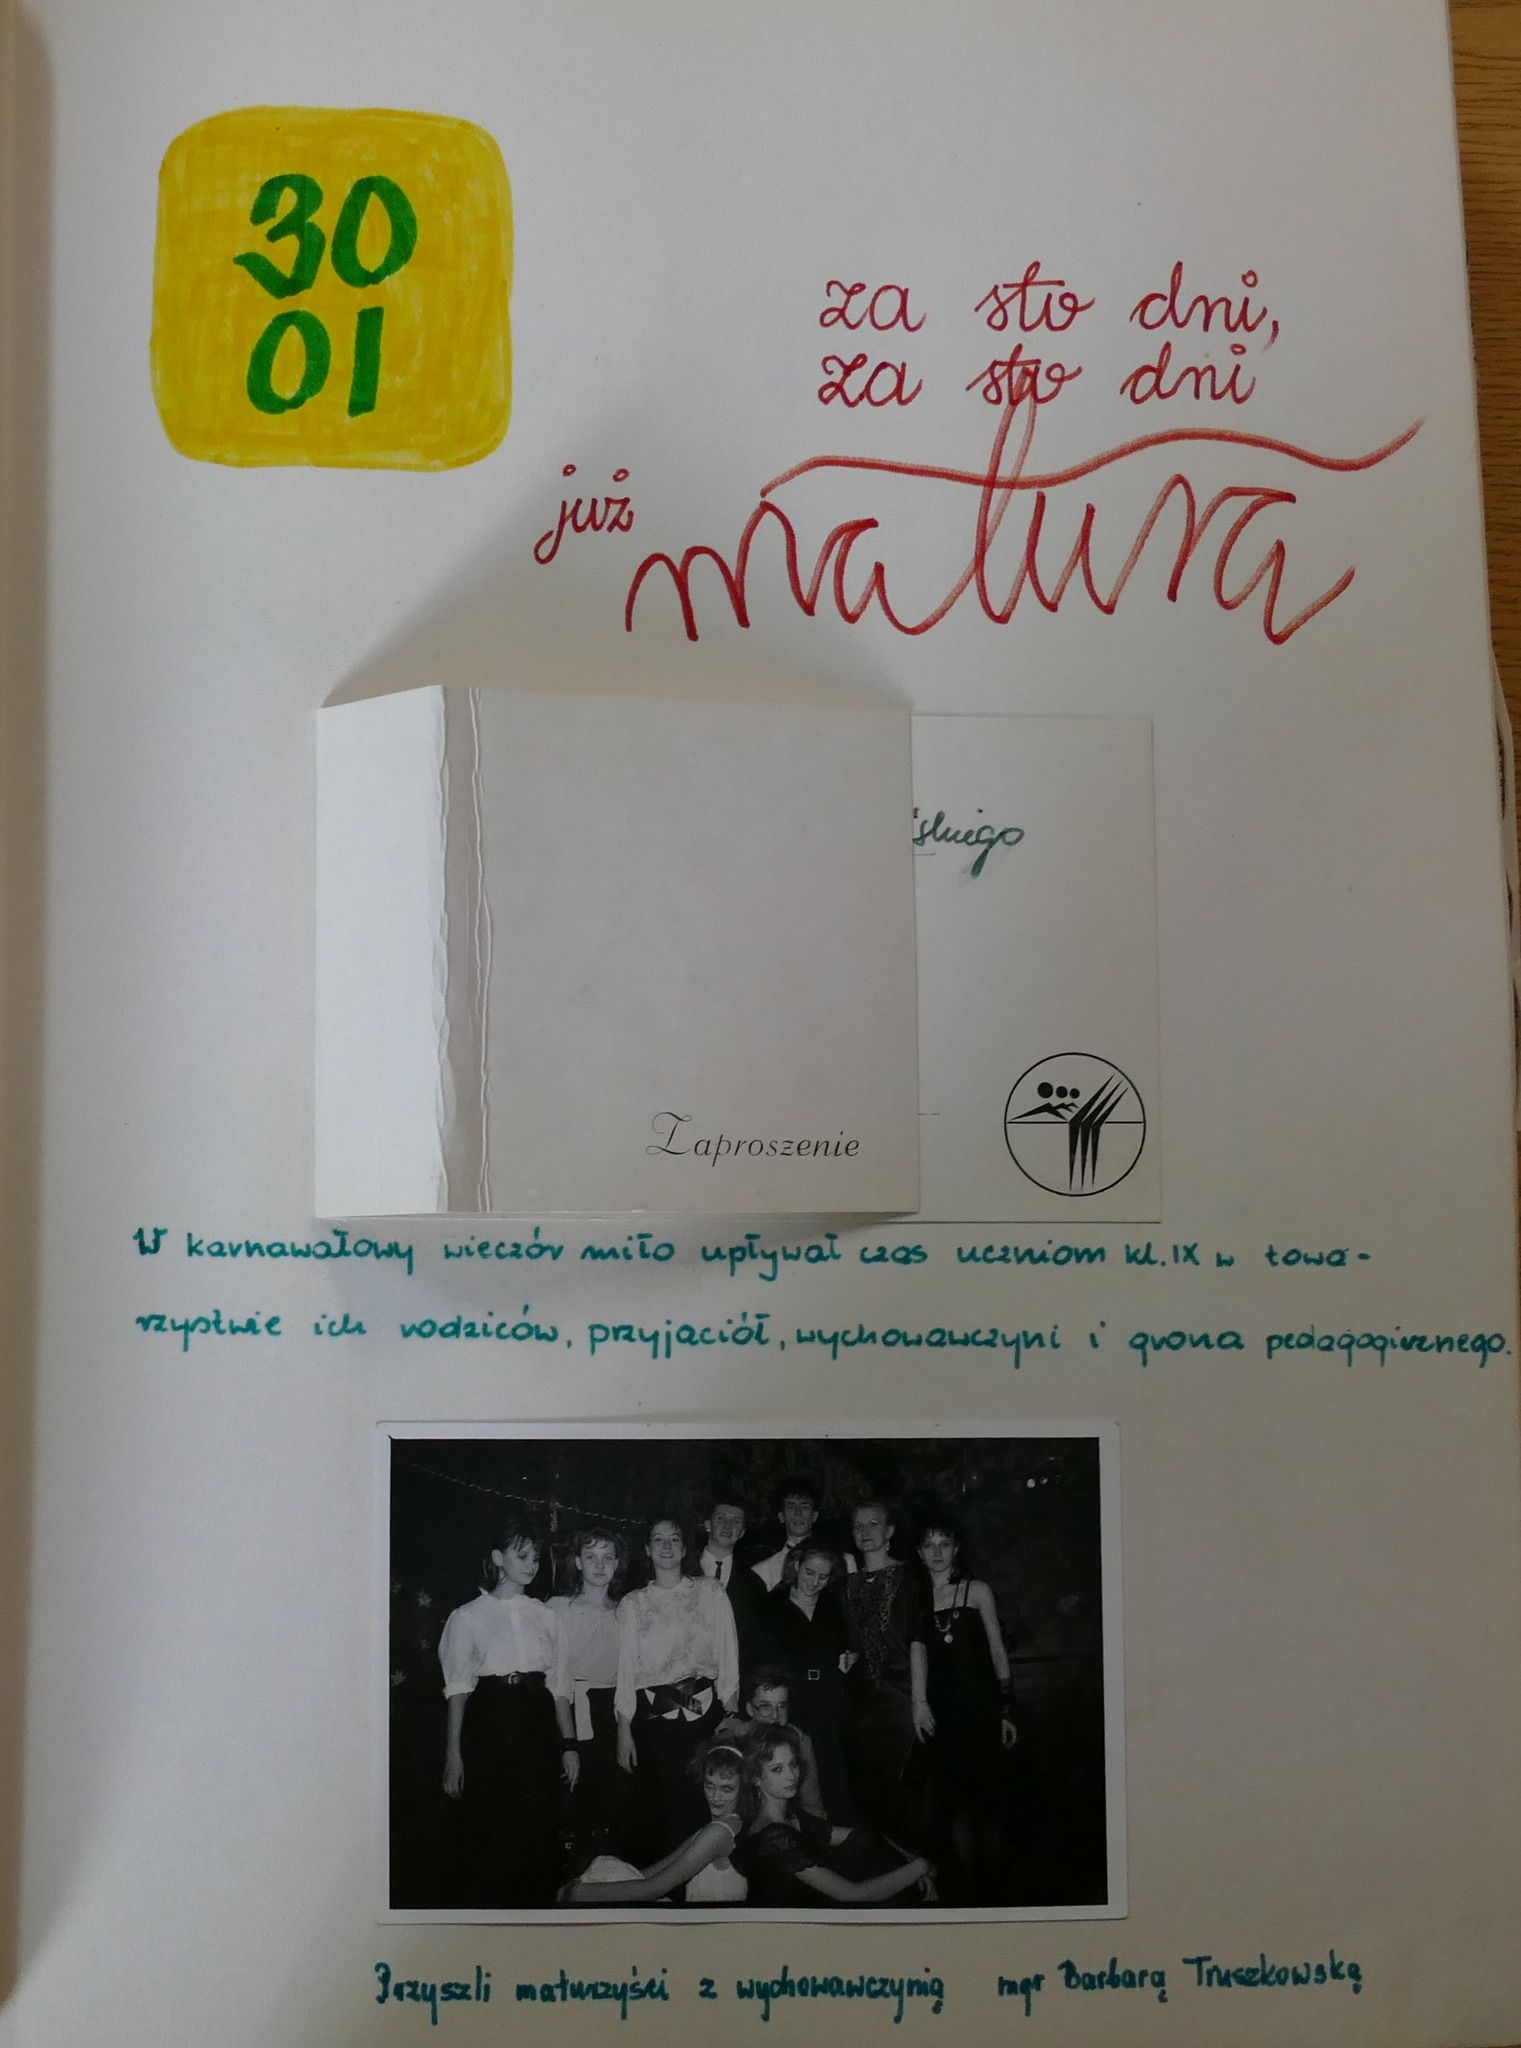 30
01
za sto dni,
za sto dni
już matura
Zaproszenie
W karnawałowy wieczór miło upływał czas uczniom kl. IX w towa-
rzystwie ich rodziców, przyjaciół, wychowawczyni i grona pedagogicznego.
Przyszli maturzyści z wychowawczynią mgr Barbarą Truszkowską